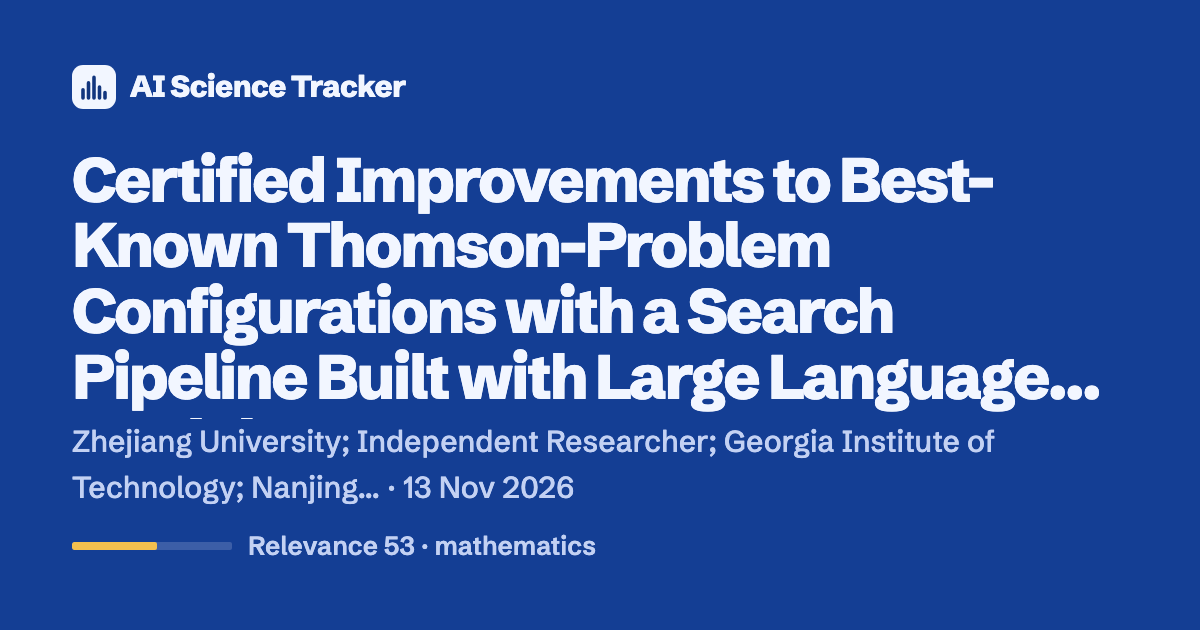 AI Science Tracker
Certified Improvements to Best-
Known Thomson-Problem
Configurations with a Search
Pipeline Built with Large Language...
Zhejiang University; Independent Researcher; Georgia Institute of
Technology; Nanjing... · 13 Nov 2026
Relevance 53 · mathematics